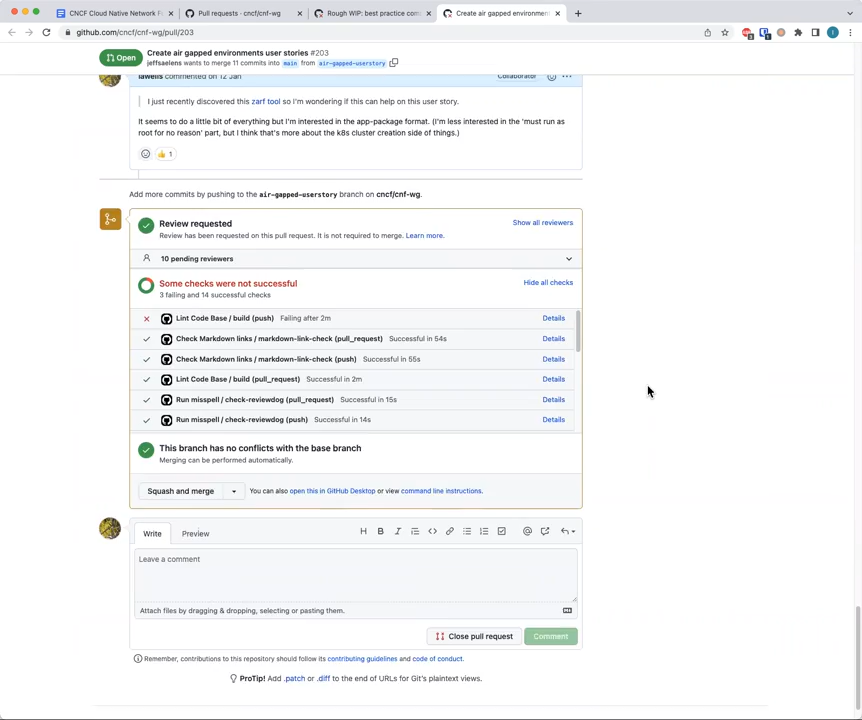 CNCF Cloud Native Network F
Pull requests · cncf/cnf-wg
Rough WIP: best practice com
Create air gapped environment
github.com/cncf/cnf-wg/pull/203
Open
Create air gapped environments user stories #203
jeffsaelens wants to merge 11 commits into main from air-gapped-userstory
lawells commented on 12 Jan
Collaborator
I just recently discovered this zarf tool so I'm wondering if this can help on this user story.
It seems to do a little bit of everything but I'm interested in the app-package format. (I'm less interested in the 'must run as
root for no reason' part, but I think that's more about the k8s cluster creation side of things.)
👍 1
Add more commits by pushing to the air-gapped-userstory branch on cncf/cnf-wg.
Review requested
Show all reviewers
Review has been requested on this pull request. It is not required to merge. Learn more.
10 pending reviewers
Some checks were not successful
Hide all checks
3 failing and 14 successful checks
Lint Code Base / build (push) Failing after 2m Details
Check Markdown links / markdown-link-check (pull_request) Successful in 54s Details
Check Markdown links / markdown-link-check (push) Successful in 55s Details
Lint Code Base / build (pull_request) Successful in 2m Details
Run misspell / check-reviewdog (pull_request) Successful in 15s Details
Run misspell / check-reviewdog (push) Successful in 14s Details
This branch has no conflicts with the base branch
Merging can be performed automatically.
Squash and merge
You can also open this in GitHub Desktop or view command line instructions.
Write
Preview
Leave a comment
Attach files by dragging & dropping, selecting or pasting them.
Close pull request
Comment
Remember, contributions to this repository should follow its contributing guidelines and code of conduct.
ProTip! Add .patch or .diff to the end of URLs for Git's plaintext views.